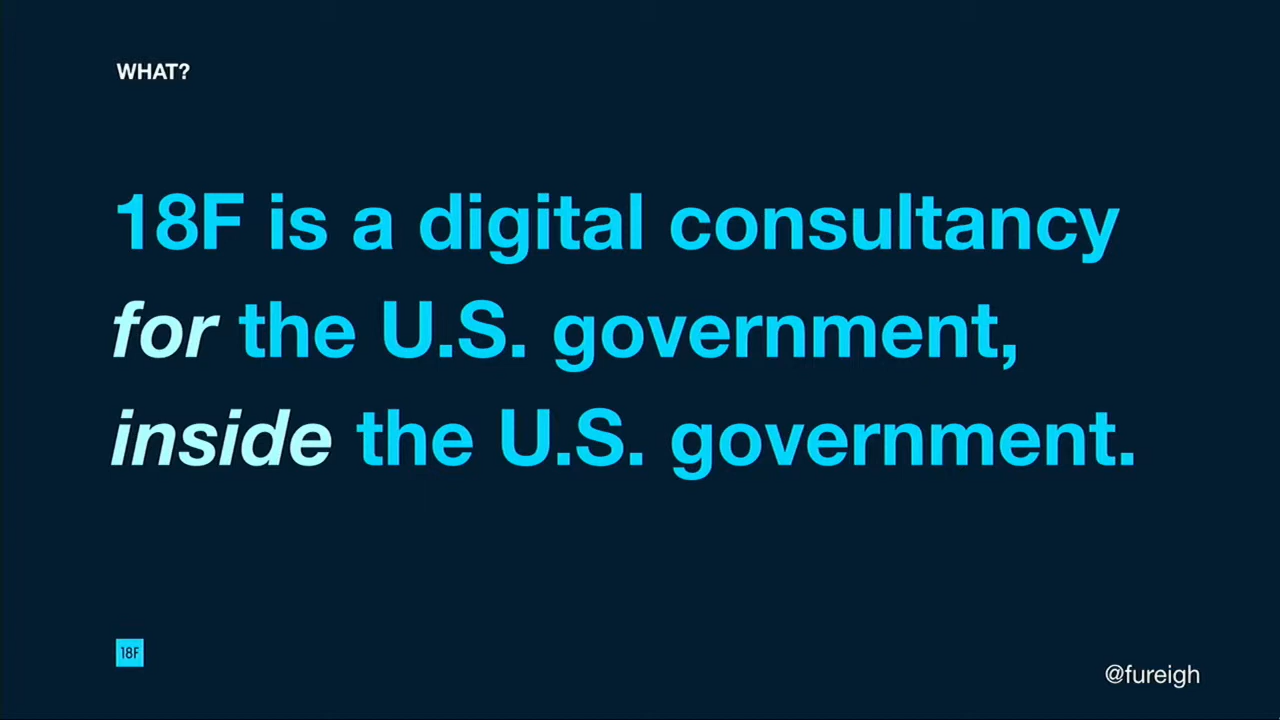 WHAT?
18F is a digital consultancy
for the U.S. government,
inside the U.S. government.
18F
@fureigh